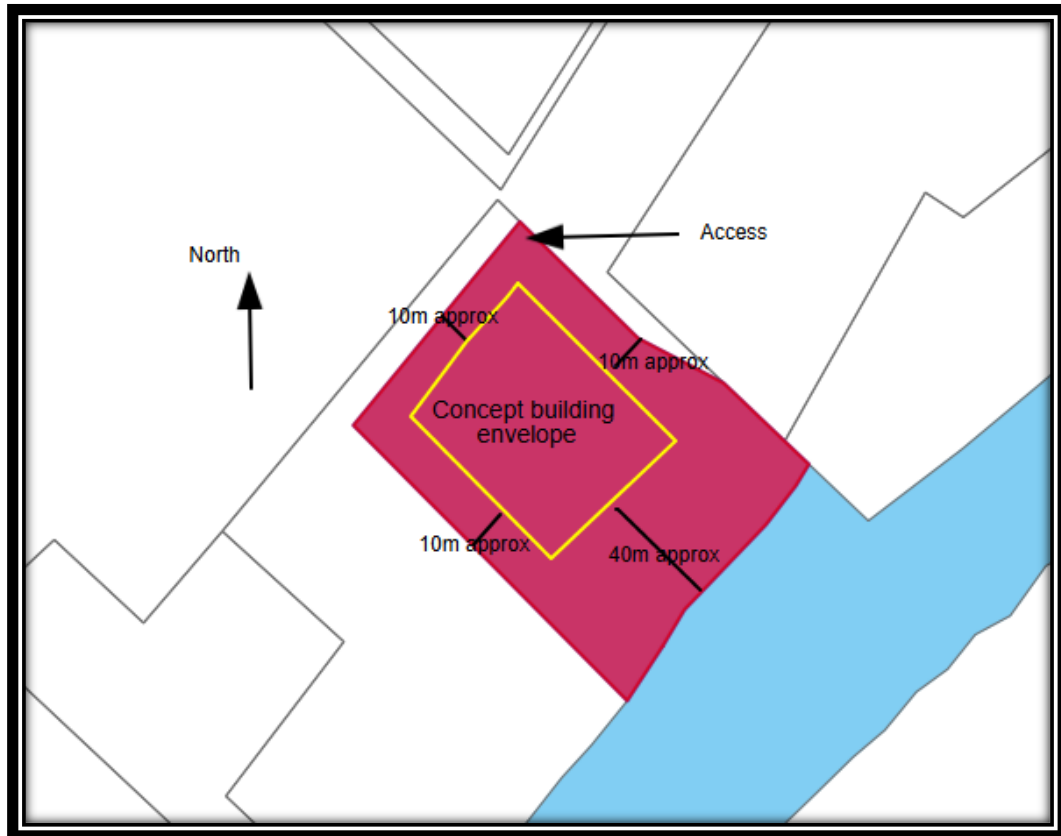 Access
North
10m approx
10m approx
Concept building
envelope
10m approx
40m approx